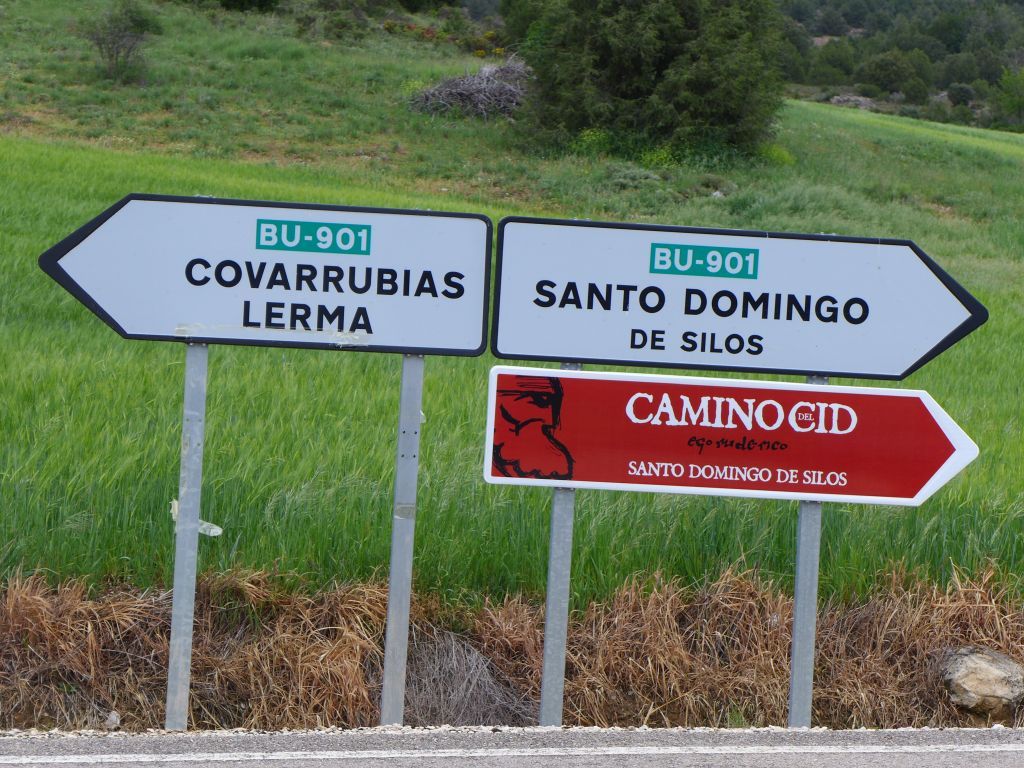 BU-901
COVARRUBIAS
LERMA
BU-901
SANTO DOMINGO
DE SILOS
CAMINO DEL CID
ego ruderico
SANTO DOMINGO DE SILOS